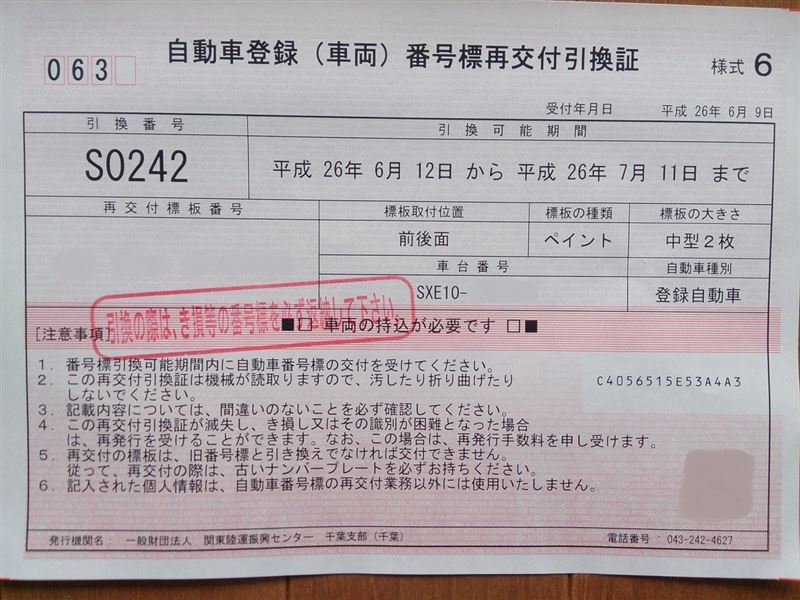 自動車登録（車両）番号標再交付引換証
様式 6
063
受付年月日 平成 26年 6月 9日
引換番号
引換可能期間
S0242
平成 26年 6月 12日 から 平成 26年 7月 11日 まで
再交付標板番号
標板取付位置
標板の種類
標板の大きさ
前後面
ペイント
中型２枚
車台番号
自動車種別
SXE10-
登録自動車
引換の際は、き損等の番号標を必ず返納して下さい。
[注意事項]
■□ 車両の持込が必要です □■
1. 番号標引換可能期間内に自動車番号標の交付を受けてください。
2. この再交付引換証は機械が読取りますので、汚したり折り曲げたり
しないでください。
3. 記載内容については、間違いのないことを必ず確認してください。
4. この再交付引換証が滅失し、き損し又はその識別が困難となった場合
は、再発行を受けることができます。なお、この場合は、再発行手数料を申し受けます。
5. 再交付の標板は、旧番号標と引き換えでなければ交付できません。
従って、再交付の際は、古いナンバープレートを必ずお持ちください。
6. 記入された個人情報は、自動車番号標の再交付業務以外には使用いたしません。
C4056515E53A4A3
発行機関名： 一般財団法人 関東陸運振興センター 千葉支部（千葉）
電話番号： 043-242-4627